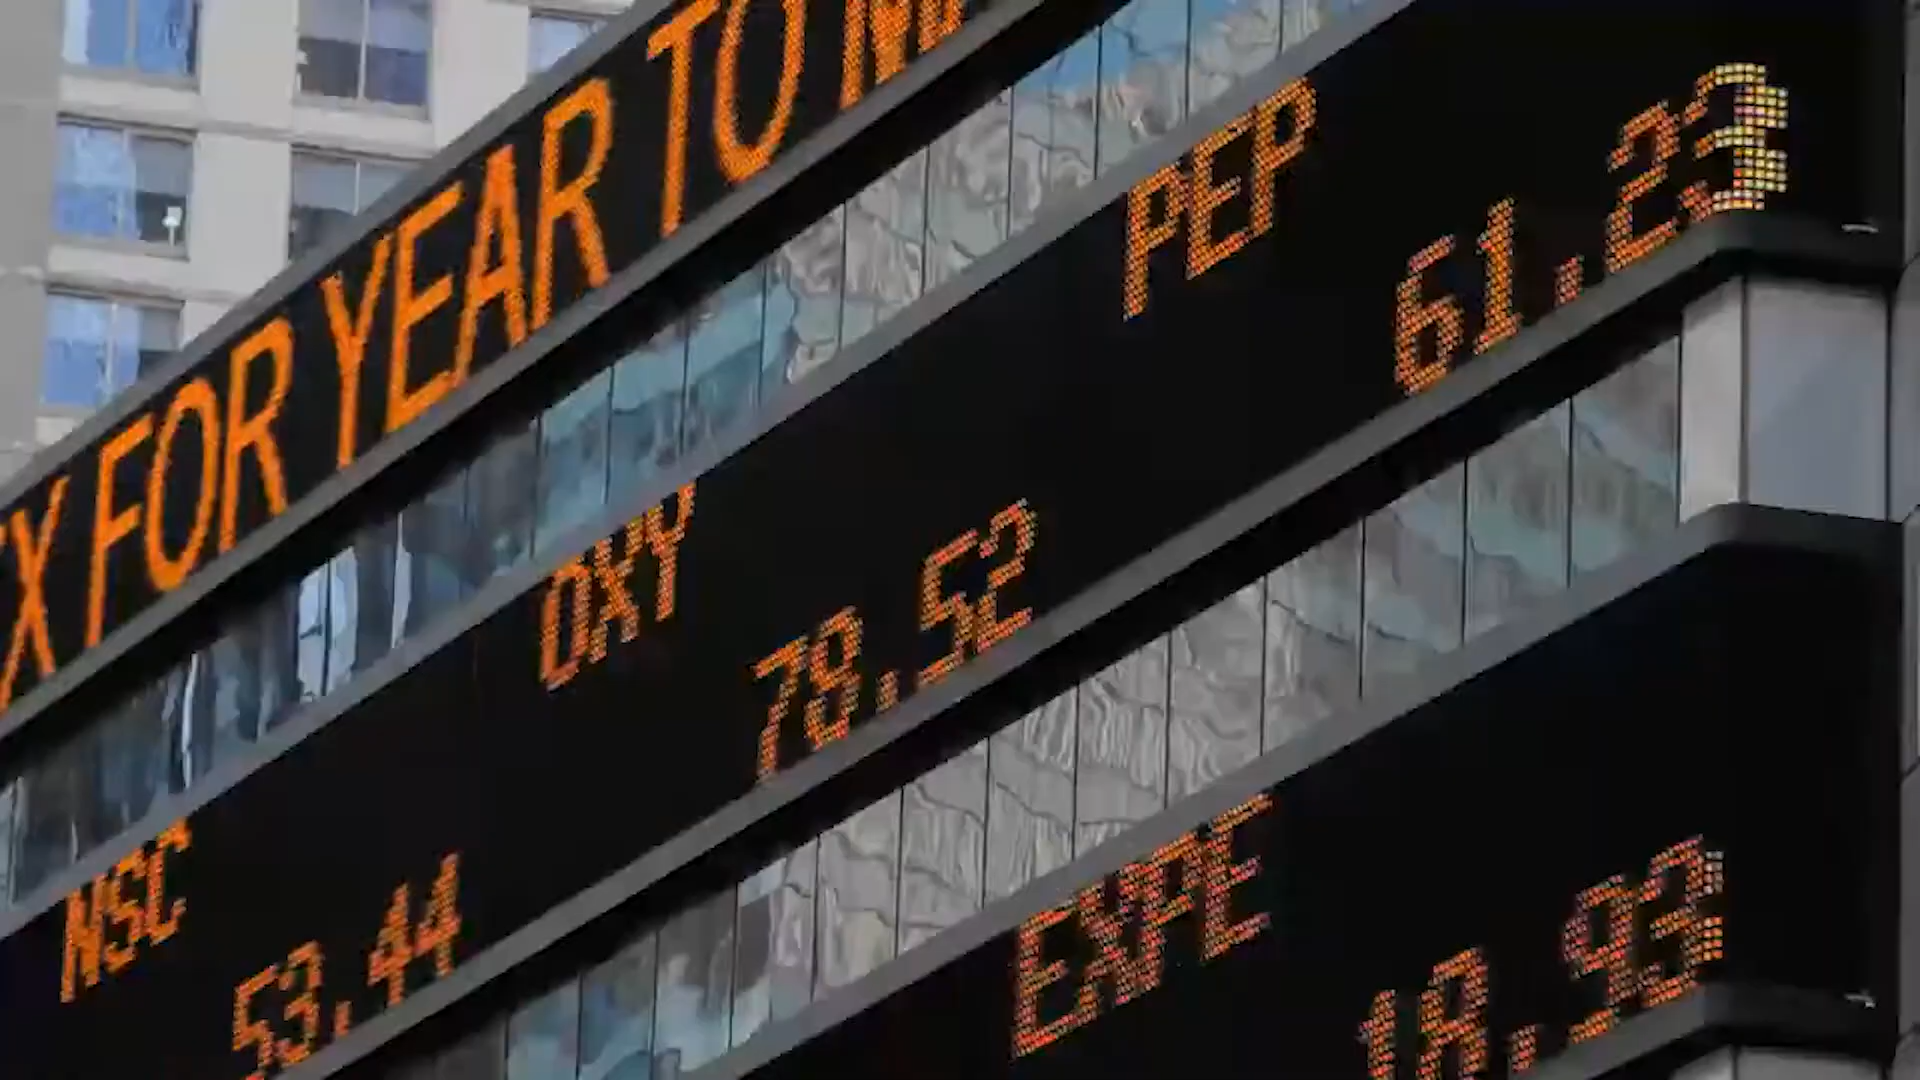 X FOR YEAR TO
PEP 61.23
OXY 78.52
NSC 53.44
EXPE 18.93